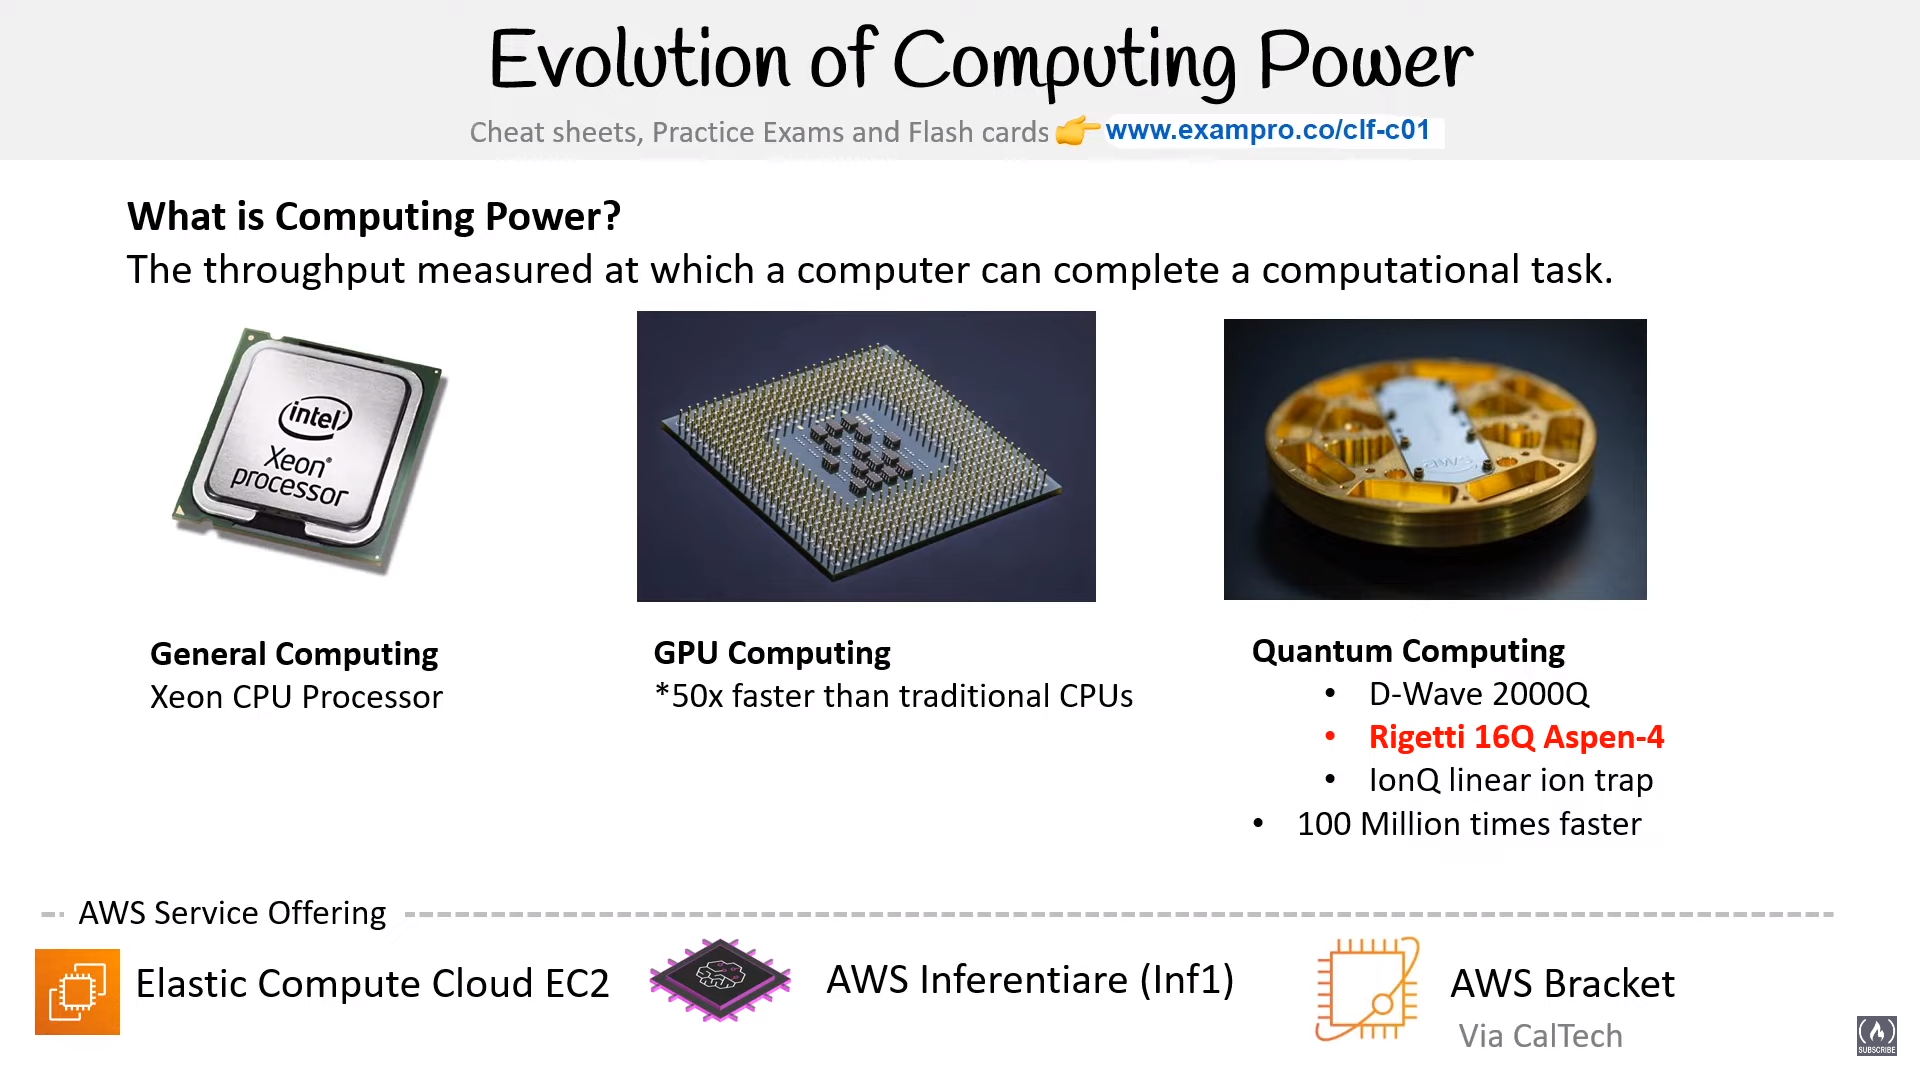 Evolution of Computing Power
Cheat sheets, Practice Exams and Flash cards 👉 www.exampro.co/clf-c01
What is Computing Power?
The throughput measured at which a computer can complete a computational task.
intel
Xeon®
processor
aws
General Computing
Xeon CPU Processor
GPU Computing
*50x faster than traditional CPUs
Quantum Computing
• D-Wave 2000Q
• Rigetti 16Q Aspen-4
• IonQ linear ion trap
• 100 Million times faster
AWS Service Offering
Elastic Compute Cloud EC2
AWS Inferentiare (Inf1)
AWS Bracket
Via CalTech
SUBSCRIBE